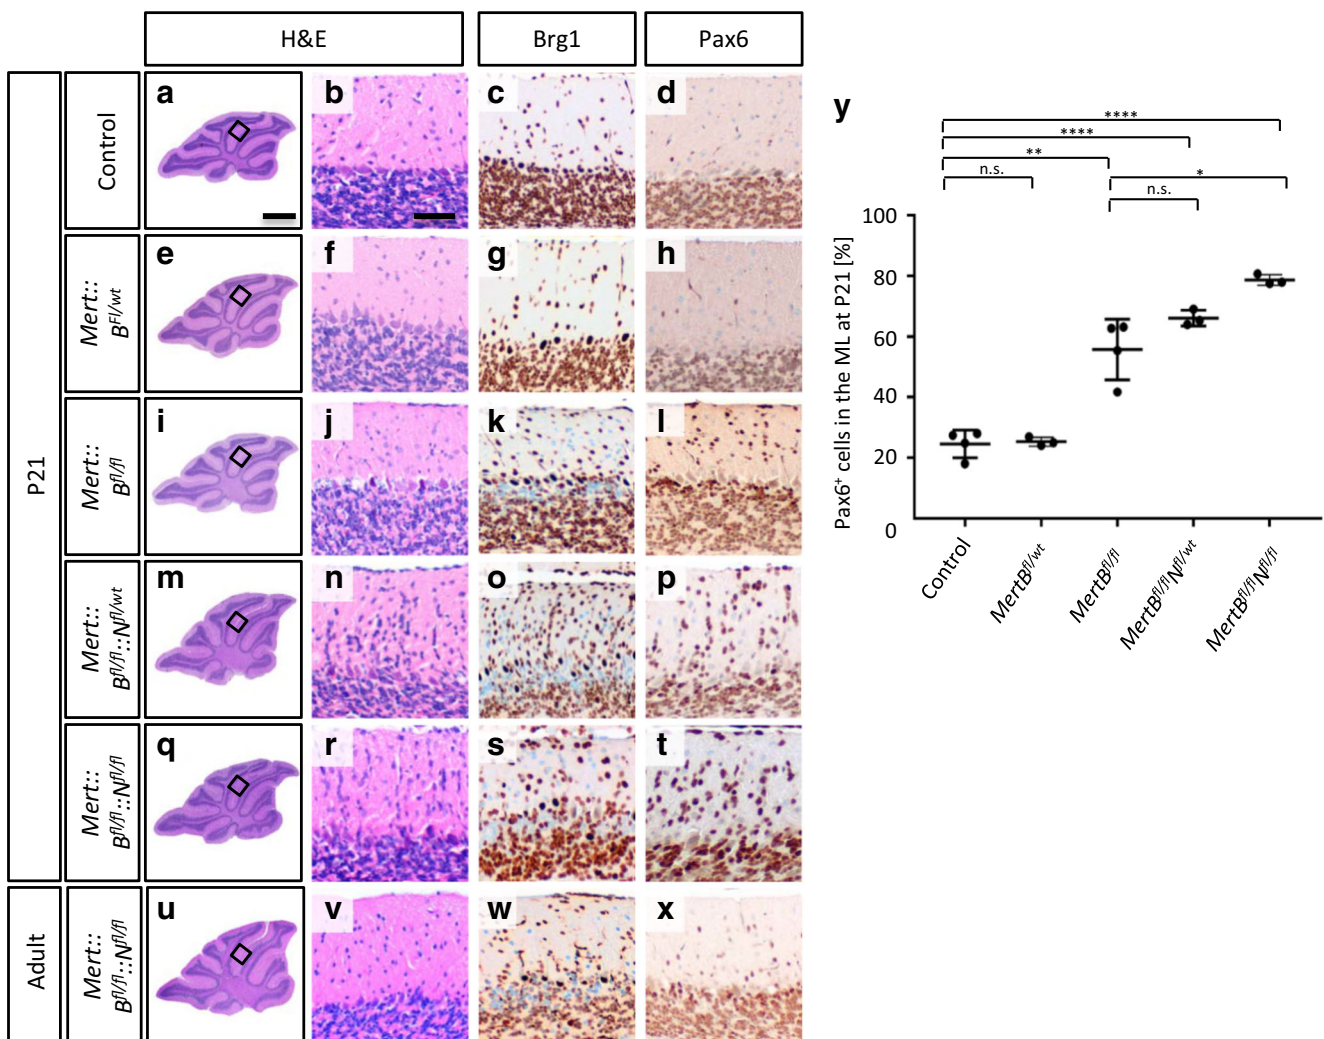 H&E Brg1 Pax6
P21
Control
a b c d
Mert::
B^Fl/wt
e f g h
Mert::
B^fl/fl
i j k l
Mert::
B^fl/fl::N^fl/wt
m n o p
Mert::
B^fl/fl::N^fl/fl
q r s t
Adult
Mert::
B^fl/fl::N^fl/fl
u v w x
y
****
****
**
n.s. *
n.s.
Pax6⁺ cells in the ML at P21 [%]
100
80
60
40
20
0
Control
MertB^fl/wt
MertB^fl/fl
MertB^fl/flN^fl/wt
MertB^fl/flN^fl/fl